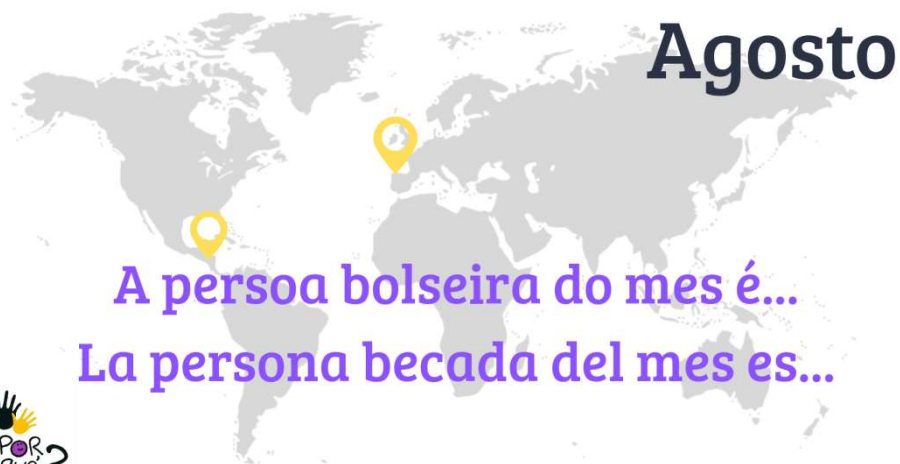 Agosto
A persoa bolseira do mes é...
La persona becada del mes es...
POR